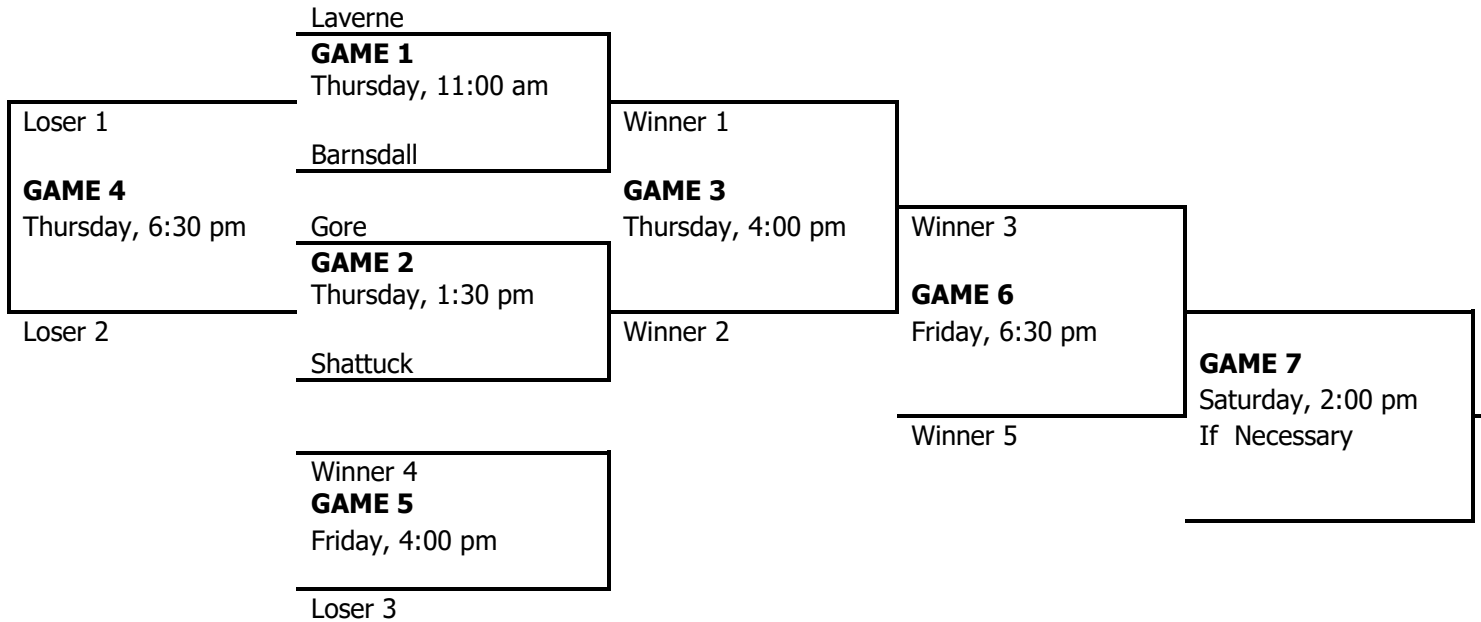 Laverne
GAME 1
Thursday, 11:00 am
Loser 1
Winner 1
Barnsdall
GAME 4
GAME 3
Thursday, 6:30 pm
Gore
Thursday, 4:00 pm
Winner 3
GAME 2
Thursday, 1:30 pm
GAME 6
Loser 2
Winner 2
Friday, 6:30 pm
Shattuck
GAME 7
Saturday, 2:00 pm
Winner 5
If Necessary
Winner 4
GAME 5
Friday, 4:00 pm
Loser 3